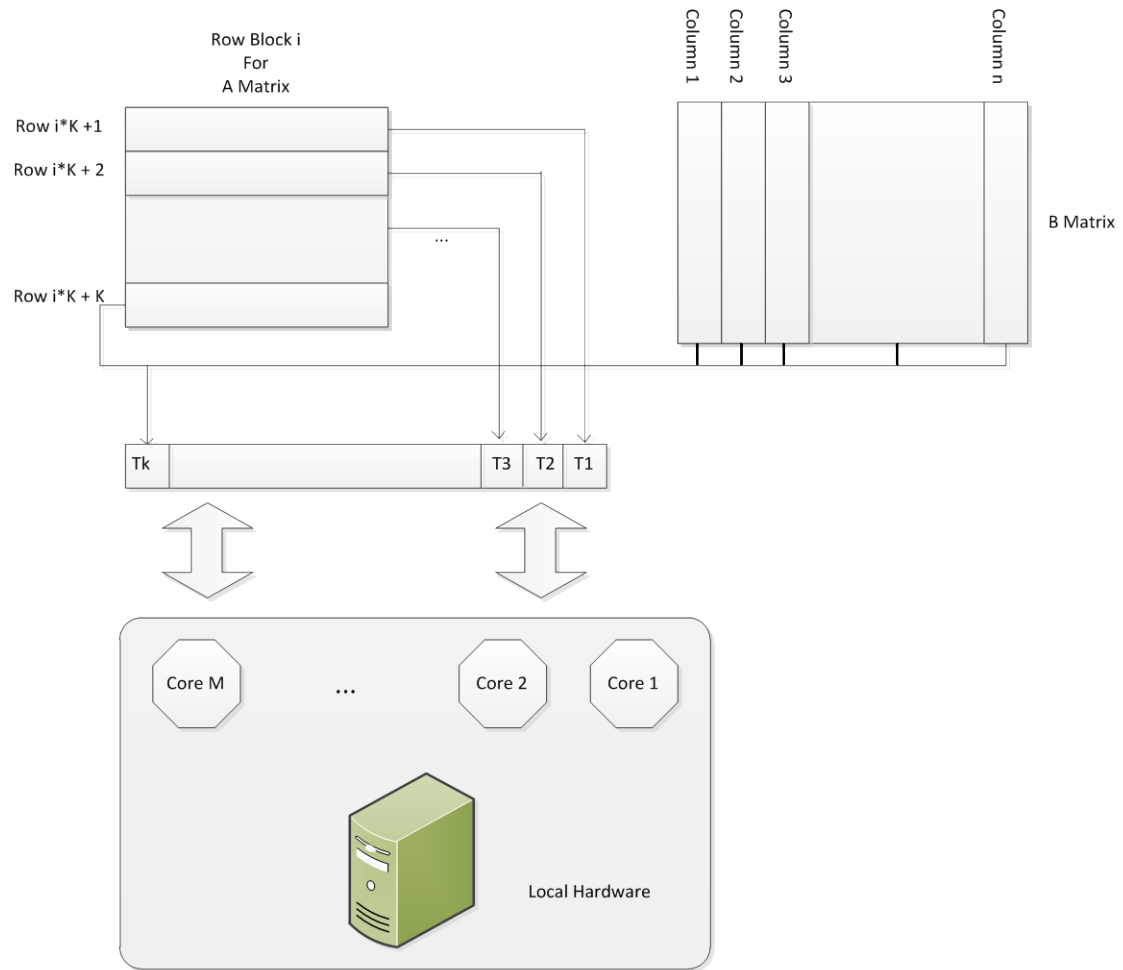 Row Block i
For
A Matrix
Column 1
Column 2
Column 3
Column n
Row i*K +1
Row i*K + 2
...
Row i*K + K
B Matrix
Tk
T3
T2
T1
Core M
...
Core 2
Core 1
Local Hardware